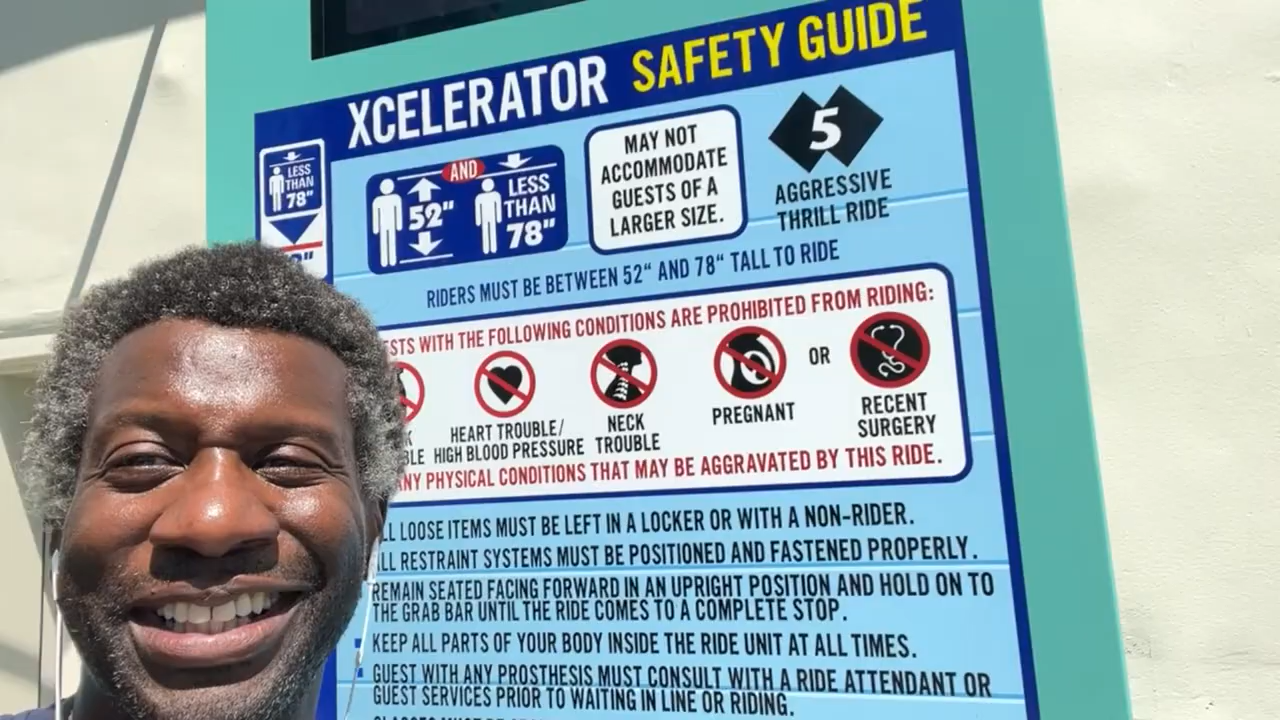 XCELERATOR SAFETY GUIDE
LESS
THAN
78"
52"
AND
LESS
THAN
78"
MAY NOT
ACCOMMODATE
GUESTS OF A
LARGER SIZE.
5
AGGRESSIVE
THRILL RIDE
RIDERS MUST BE BETWEEN 52“ AND 78“ TALL TO RIDE
WITH THE FOLLOWING CONDITIONS ARE PROHIBITED FROM RIDING:
HEART TROUBLE/
HIGH BLOOD PRESSURE
NECK
TROUBLE
PREGNANT
OR
RECENT
SURGERY
PHYSICAL CONDITIONS THAT MAY BE AGGRAVATED BY THIS RIDE.
LOOSE ITEMS MUST BE LEFT IN A LOCKER OR WITH A NON-RIDER.
RESTRAINT SYSTEMS MUST BE POSITIONED AND FASTENED PROPERLY.
REMAIN SEATED FACING FORWARD IN AN UPRIGHT POSITION AND HOLD ON TO
THE GRAB BAR UNTIL THE RIDE COMES TO A COMPLETE STOP.
KEEP ALL PARTS OF YOUR BODY INSIDE THE RIDE UNIT AT ALL TIMES.
GUEST WITH ANY PROSTHESIS MUST CONSULT WITH A RIDE ATTENDANT OR
GUEST SERVICES PRIOR TO WAITING IN LINE OR RIDING.